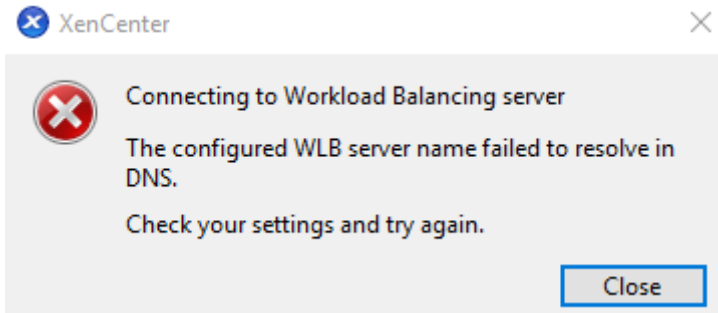 XenCenter
Connecting to Workload Balancing server
The configured WLB server name failed to resolve in
DNS.
Check your settings and try again.
Close